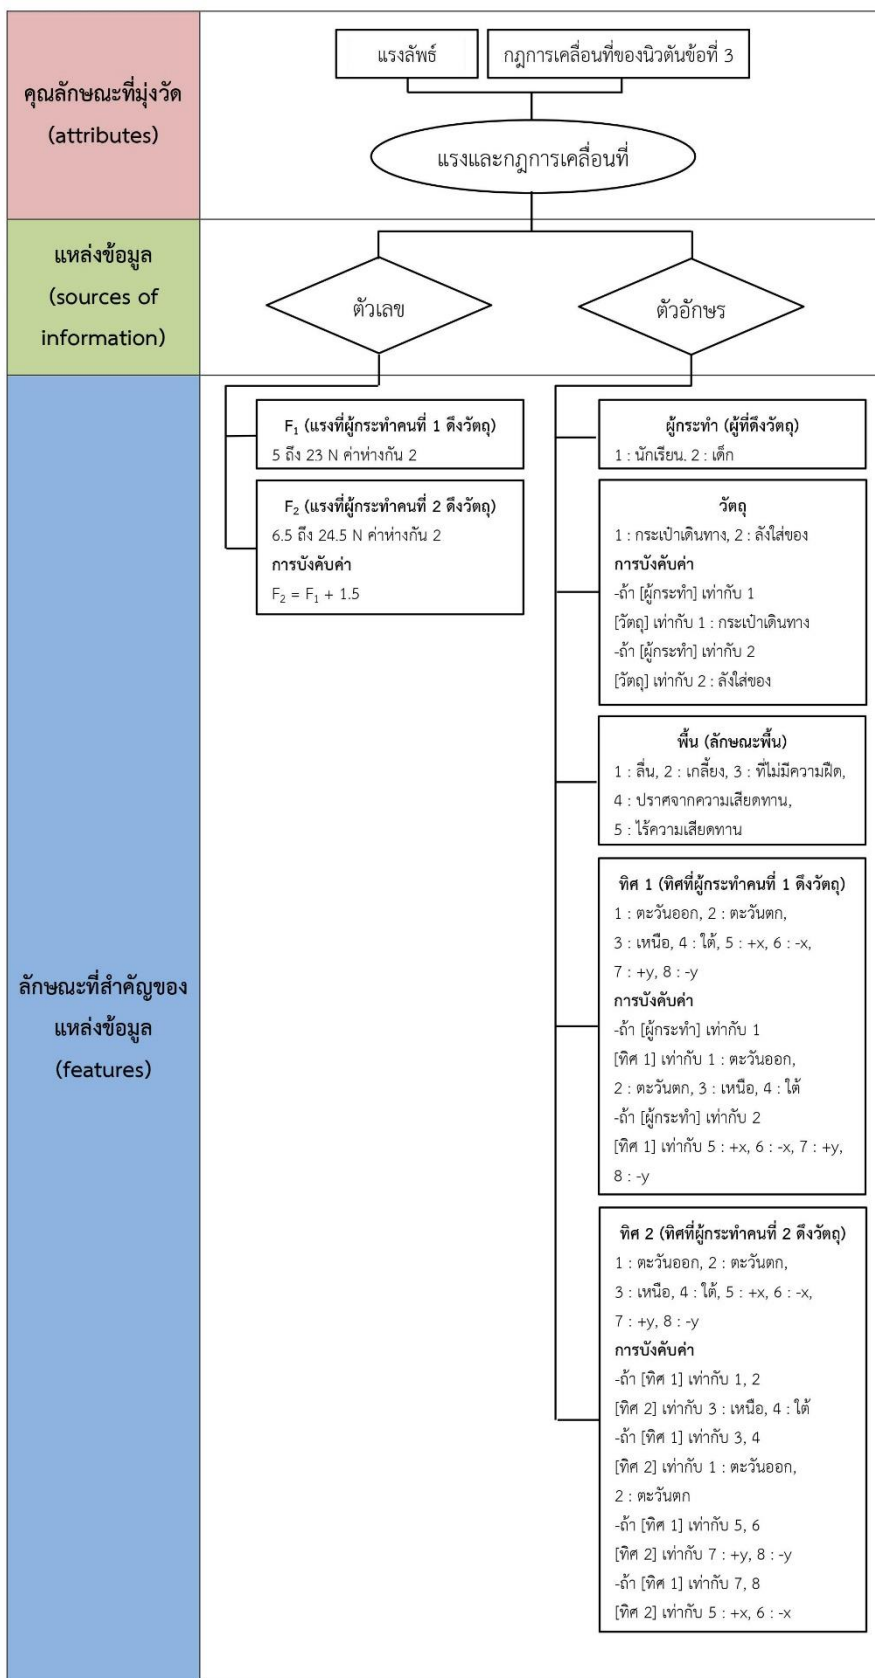 คุณลักษณะที่มุ่งวัด
(attributes)
แรงลัพธ์
กฎการเคลื่อนที่ของนิวตันข้อที่ 3
แรงและกฎการเคลื่อนที่
แหล่งข้อมูล
(sources of
information)
ตัวเลข
ตัวอักษร
ลักษณะที่สำคัญของ
แหล่งข้อมูล
(features)
F₁ (แรงที่ผู้กระทำคนที่ 1 ดึงวัตถุ)
5 ถึง 23 N ค่าห่างกัน 2
F₂ (แรงที่ผู้กระทำคนที่ 2 ดึงวัตถุ)
6.5 ถึง 24.5 N ค่าห่างกัน 2
การบังคับค่า
F₂ = F₁ + 1.5
ผู้กระทำ (ผู้ที่ดึงวัตถุ)
1 : นักเรียน. 2 : เด็ก
วัตถุ
1 : กระเป๋าเดินทาง, 2 : ลังใส่ของ
การบังคับค่า
-ถ้า [ผู้กระทำ] เท่ากับ 1
[วัตถุ] เท่ากับ 1 : กระเป๋าเดินทาง
-ถ้า [ผู้กระทำ] เท่ากับ 2
[วัตถุ] เท่ากับ 2 : ลังใส่ของ
พื้น (ลักษณะพื้น)
1 : ลื่น, 2 : เกลี้ยง, 3 : ที่ไม่มีความฝืด,
4 : ปราศจากความเสียดทาน,
5 : ไร้ความเสียดทาน
ทิศ 1 (ทิศที่ผู้กระทำคนที่ 1 ดึงวัตถุ)
1 : ตะวันออก, 2 : ตะวันตก,
3 : เหนือ, 4 : ใต้, 5 : +x, 6 : -x,
7 : +y, 8 : -y
การบังคับค่า
-ถ้า [ผู้กระทำ] เท่ากับ 1
[ทิศ 1] เท่ากับ 1 : ตะวันออก,
2 : ตะวันตก, 3 : เหนือ, 4 : ใต้
-ถ้า [ผู้กระทำ] เท่ากับ 2
[ทิศ 1] เท่ากับ 5 : +x, 6 : -x, 7 : +y,
8 : -y
ทิศ 2 (ทิศที่ผู้กระทำคนที่ 2 ดึงวัตถุ)
1 : ตะวันออก, 2 : ตะวันตก,
3 : เหนือ, 4 : ใต้, 5 : +x, 6 : -x,
7 : +y, 8 : -y
การบังคับค่า
-ถ้า [ทิศ 1] เท่ากับ 1, 2
[ทิศ 2] เท่ากับ 3 : เหนือ, 4 : ใต้
-ถ้า [ทิศ 1] เท่ากับ 3, 4
[ทิศ 2] เท่ากับ 1 : ตะวันออก,
2 : ตะวันตก
-ถ้า [ทิศ 1] เท่ากับ 5, 6
[ทิศ 2] เท่ากับ 7 : +y, 8 : -y
-ถ้า [ทิศ 1] เท่ากับ 7, 8
[ทิศ 2] เท่ากับ 5 : +x, 6 : -x